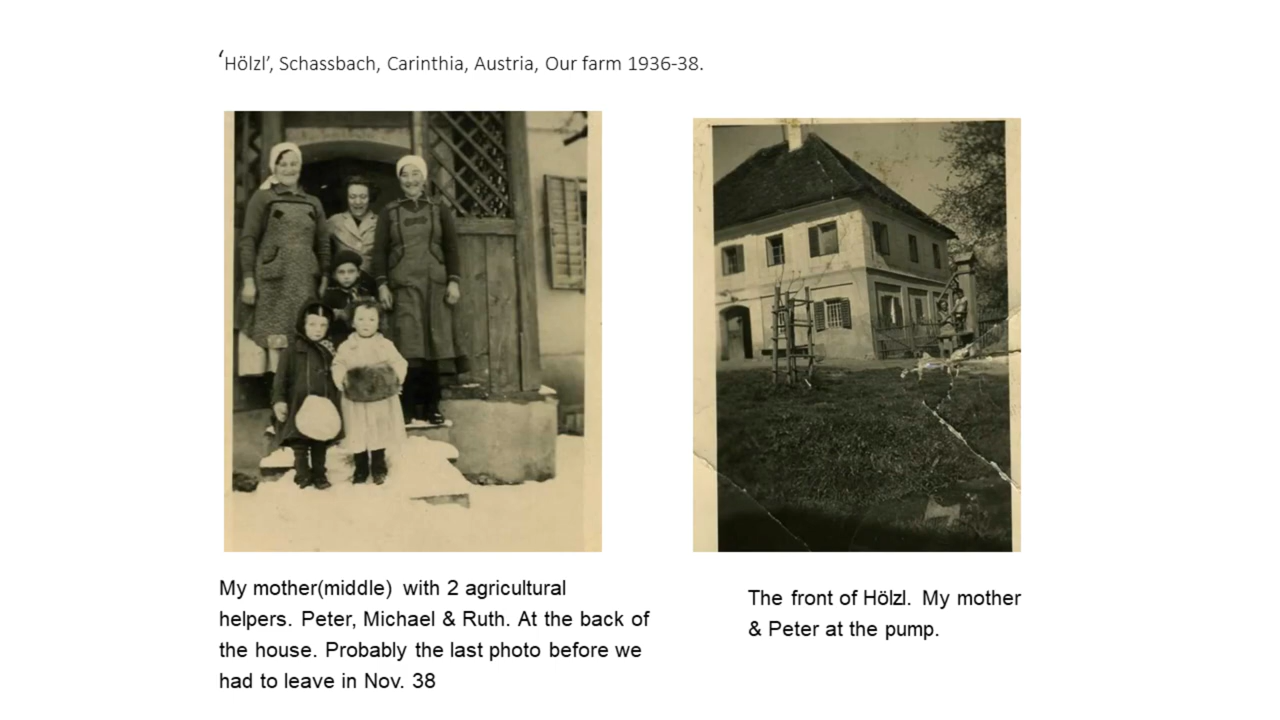 ‘Hölzl’, Schassbach, Carinthia, Austria, Our farm 1936-38.
My mother(middle) with 2 agricultural
helpers. Peter, Michael & Ruth. At the back of
the house. Probably the last photo before we
had to leave in Nov. 38
The front of Hölzl. My mother
& Peter at the pump.